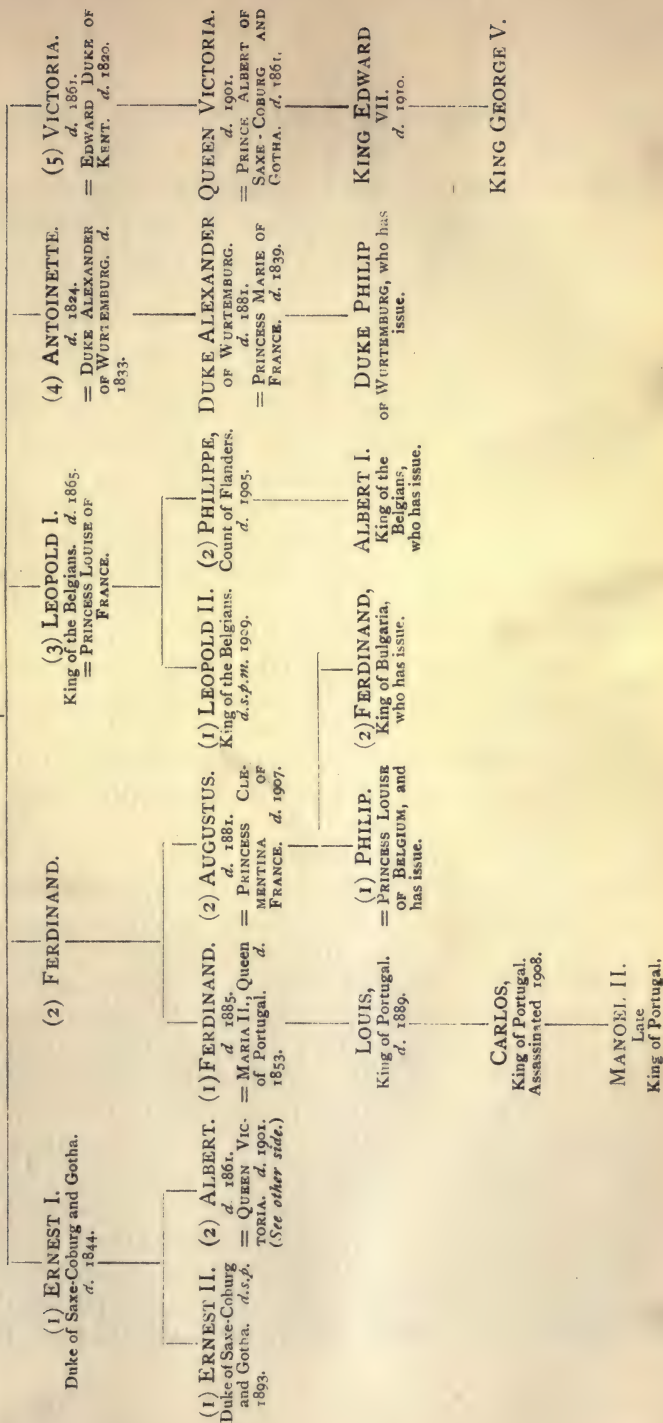 (1) ERNEST I.
Duke of Saxe-Coburg and Gotha.
d. 1844.
(1) ERNEST II.
Duke of Saxe-Coburg
and Gotha. d.s.p.
1893.
(2) ALBERT.
d 1861.
= QUEEN VIC-
TORIA. d. 1901.
(See other side.)
(2) FERDINAND.
(1) FERDINAND.
d 1885.
= MARIA II., Queen
of Portugal. d.
1853.
LOUIS,
King of Portugal.
d. 1889.
CARLOS,
King of Portugal.
Assassinated 1908.
MANOEL II.
Late
King of Portugal.
(2) AUGUSTUS.
d. 1881.
= PRINCESS CLE-
MENTINA OF
FRANCE. d. 1907.
(1) PHILIP.
= PRINCESS LOUISE
OF BELGIUM, and
has issue.
(2) FERDINAND,
King of Bulgaria,
who has issue.
(3) LEOPOLD I.
King of the Belgians. d. 1865.
= PRINCESS LOUISE OF
FRANCE.
(1) LEOPOLD II.
King of the Belgians.
d.s.p.m. 1909.
(2) PHILIPPE,
Count of Flanders.
d. 1905.
ALBERT I.
King of the
Belgians,
who has issue.
(4) ANTOINETTE.
d. 1824.
= DUKE ALEXANDER
OF WURTEMBURG. d.
1833.
DUKE ALEXANDER
OF WURTEMBURG.
d. 1881.
= PRINCESS MARIE OF
FRANCE. d. 1839.
DUKE PHILIP
OF WURTEMBURG, who has
issue.
(5) VICTORIA.
d. 1861.
= EDWARD DUKE OF
KENT. d. 1820.
QUEEN VICTORIA.
d. 1901.
= PRINCE ALBERT OF
SAXE-COBURG AND
GOTHA. d. 1861.
KING EDWARD
VII.
d. 1910.
KING GEORGE V.